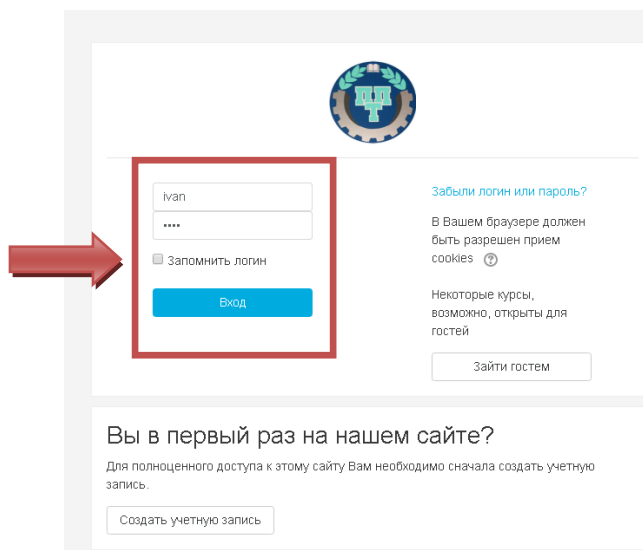 ППТ
ivan
••••
Запомнить логин
Вход
Забыли логин или пароль?
В Вашем браузере должен
быть разрешен прием
cookies ?
Некоторые курсы,
возможно, открыты для
гостей
Зайти гостем
Вы в первый раз на нашем сайте?
Для полноценного доступа к этому сайту Вам необходимо сначала создать учетную
запись.
Создать учетную запись